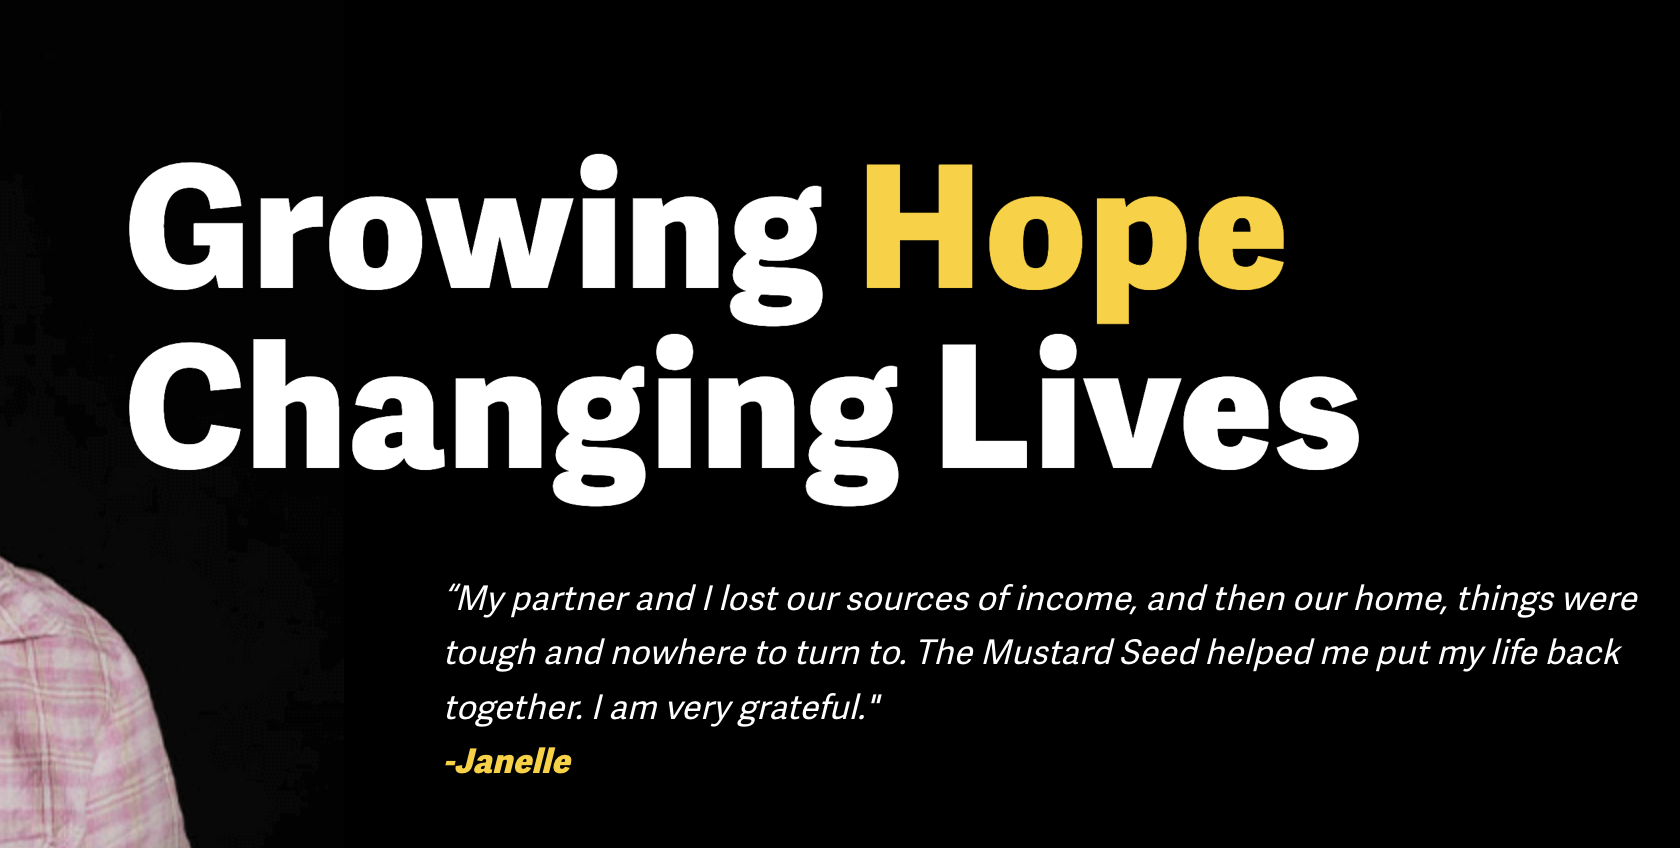 Growing Hope
Changing Lives
“My partner and I lost our sources of income, and then our home, things were
tough and nowhere to turn to. The Mustard Seed helped me put my life back
together. I am very grateful."
-Janelle